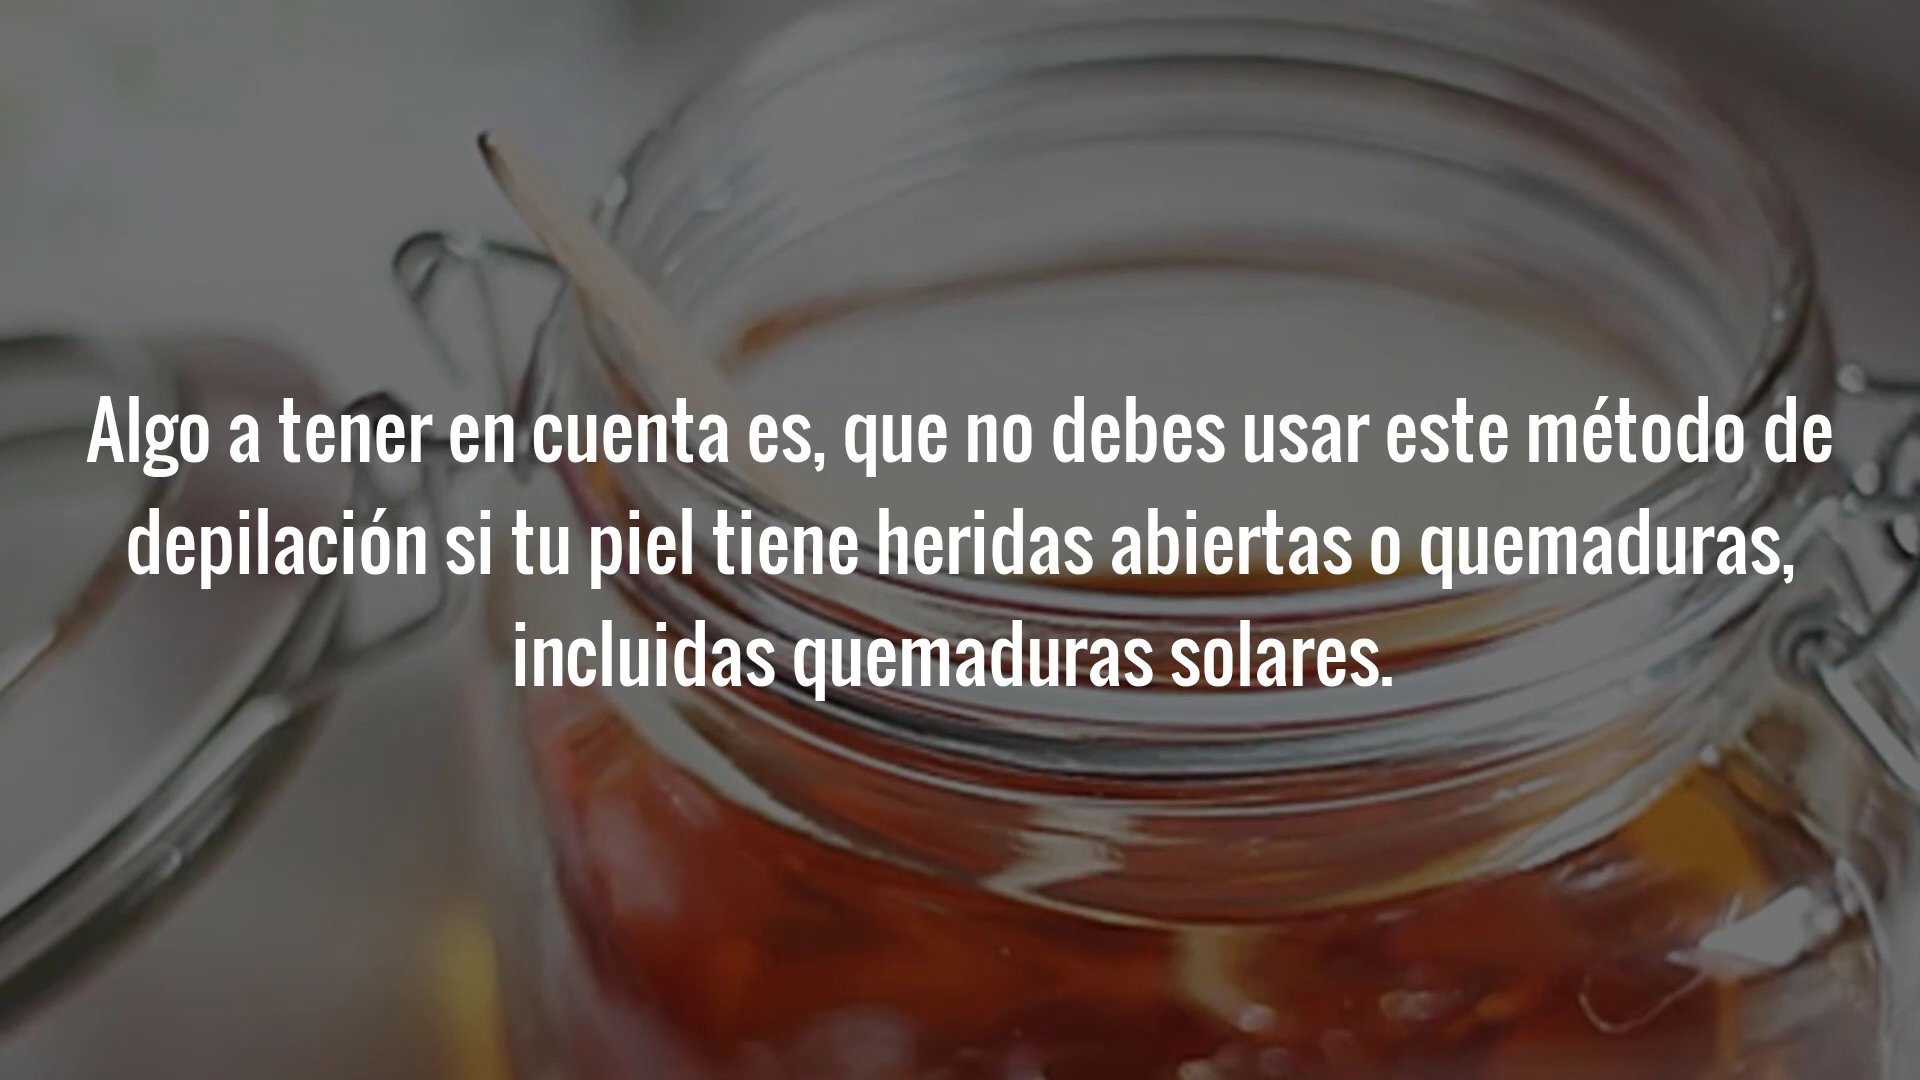 Algo a tener en cuenta es, que no debes usar este método de
depilación si tu piel tiene heridas abiertas o quemaduras,
incluidas quemaduras solares.